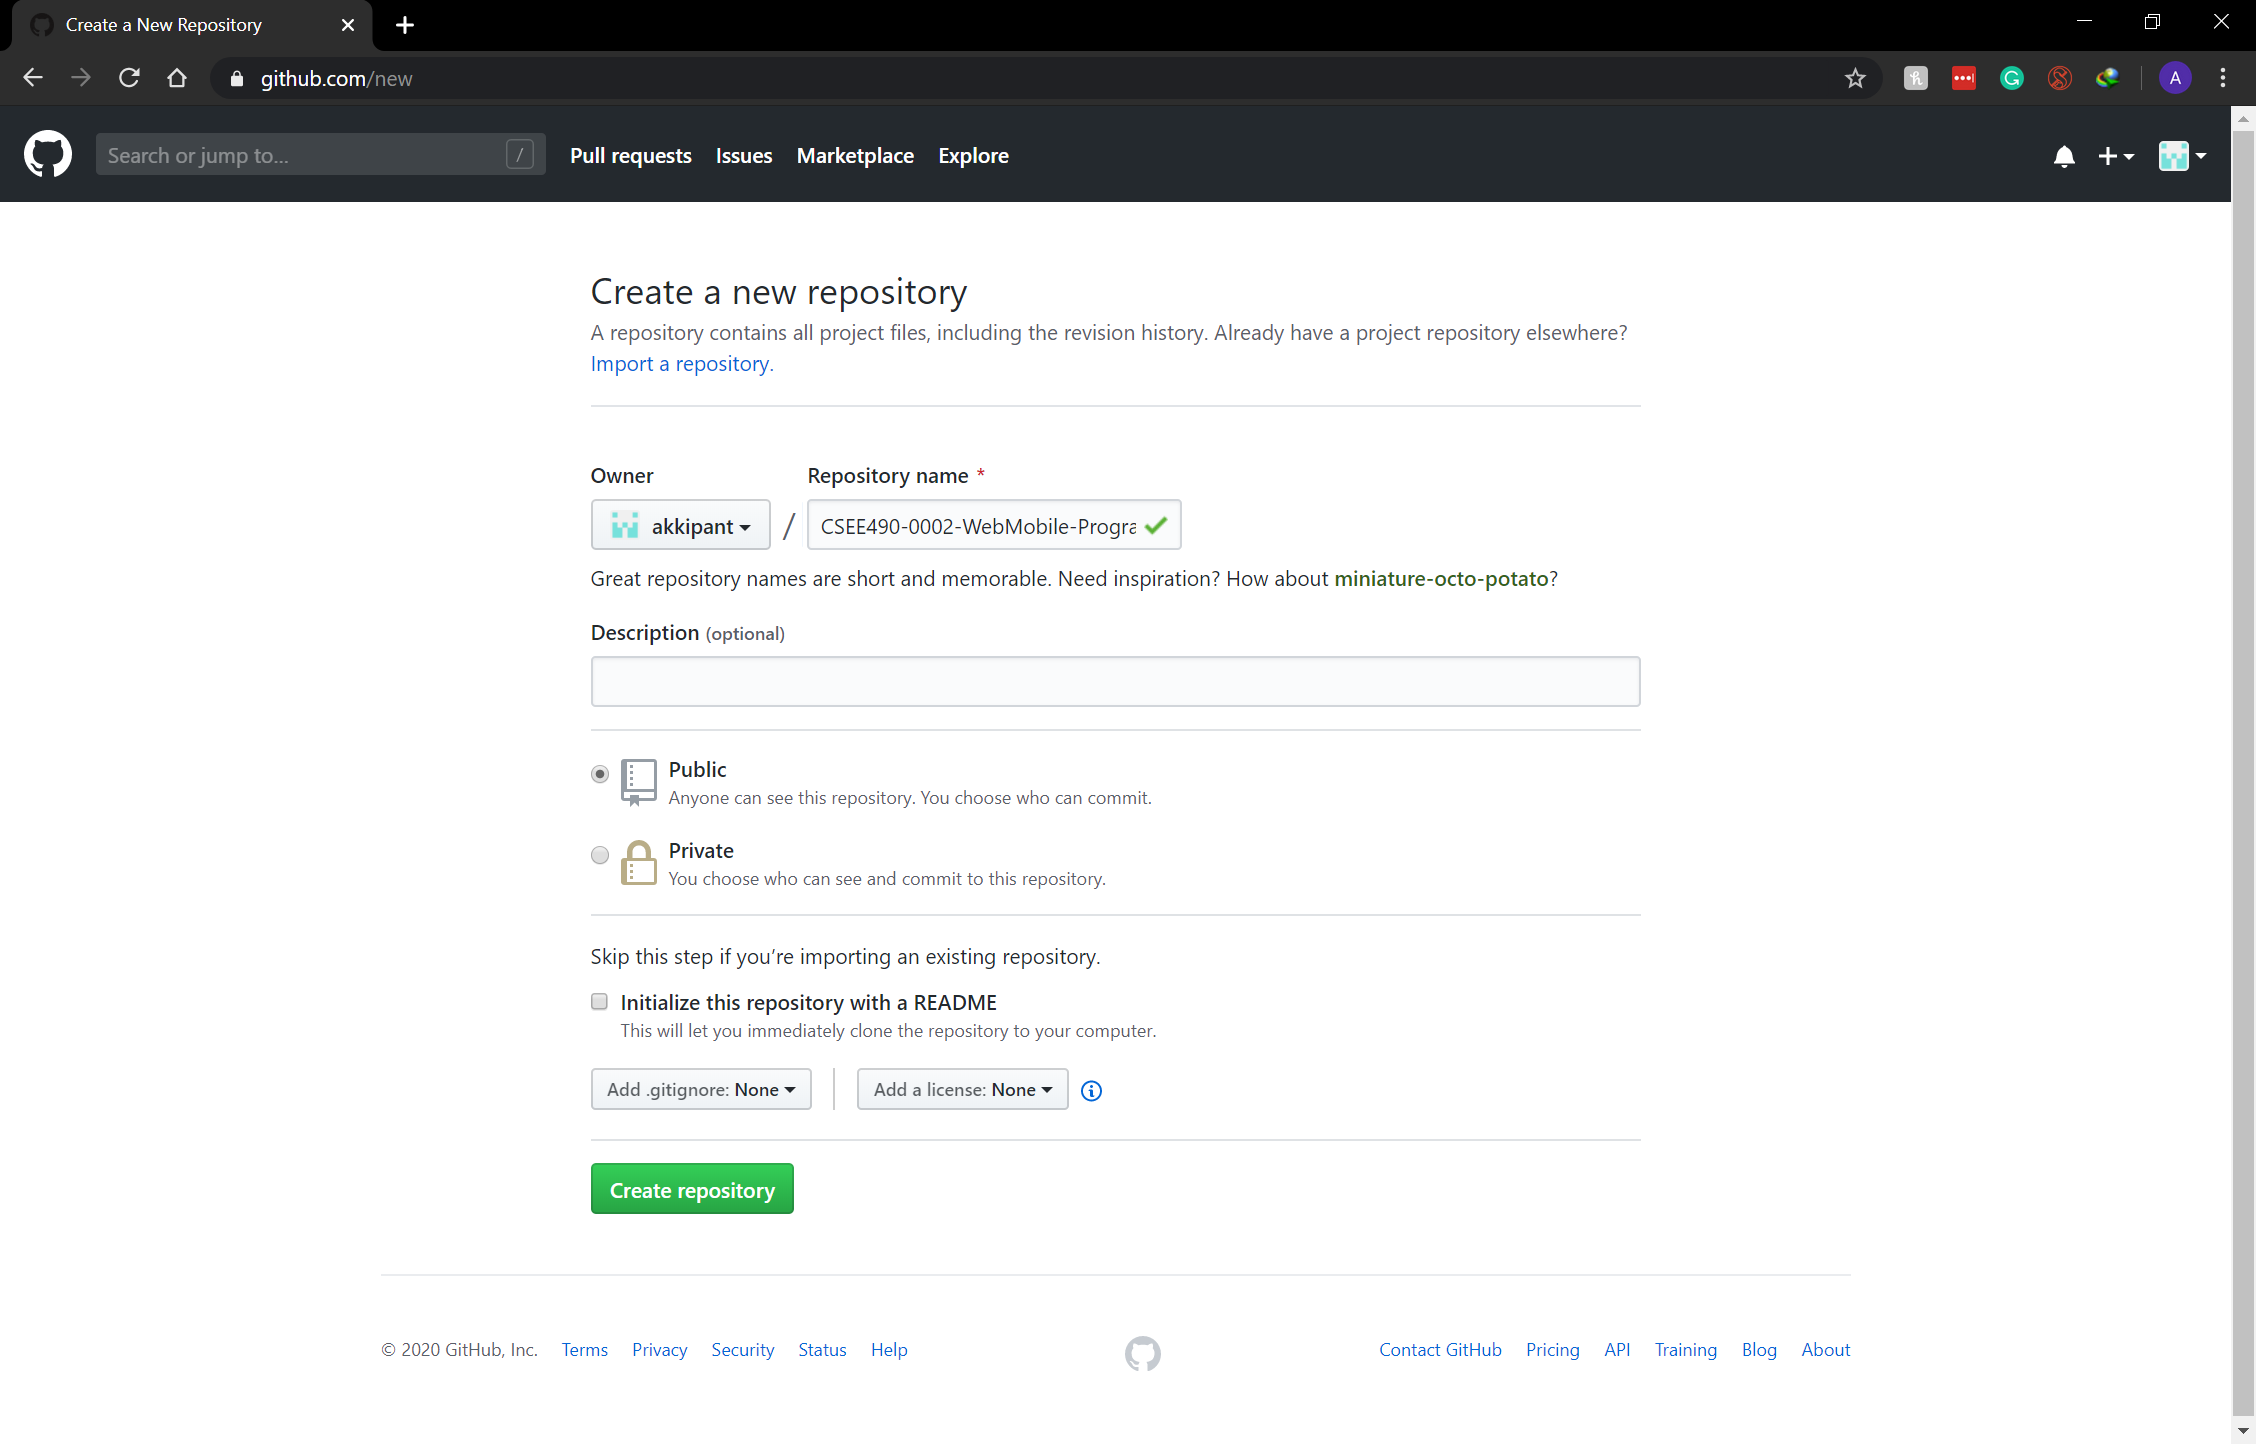 Create a New Repository
github.com/new
A
Search or jump to...
/
Pull requests Issues Marketplace Explore
Create a new repository
A repository contains all project files, including the revision history. Already have a project repository elsewhere?
Import a repository.
Owner Repository name *
akkipant / CSEE490-0002-WebMobile-Progra
Great repository names are short and memorable. Need inspiration? How about miniature-octo-potato?
Description (optional)
Public
Anyone can see this repository. You choose who can commit.
Private
You choose who can see and commit to this repository.
Skip this step if you’re importing an existing repository.
Initialize this repository with a README
This will let you immediately clone the repository to your computer.
Add .gitignore: None Add a license: None
Create repository
© 2020 GitHub, Inc. Terms Privacy Security Status Help Contact GitHub Pricing API Training Blog About